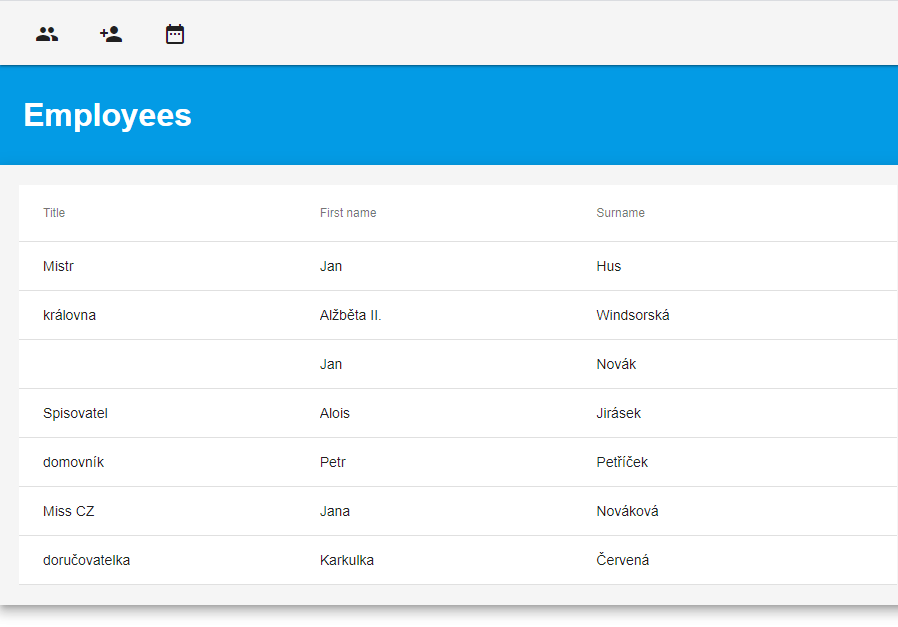 Employees
Title First name Surname
Mistr Jan Hus
královna Alžběta II. Windsorská
Jan Novák
Spisovatel Alois Jirásek
domovník Petr Petříček
Miss CZ Jana Nováková
doručovatelka Karkulka Červená